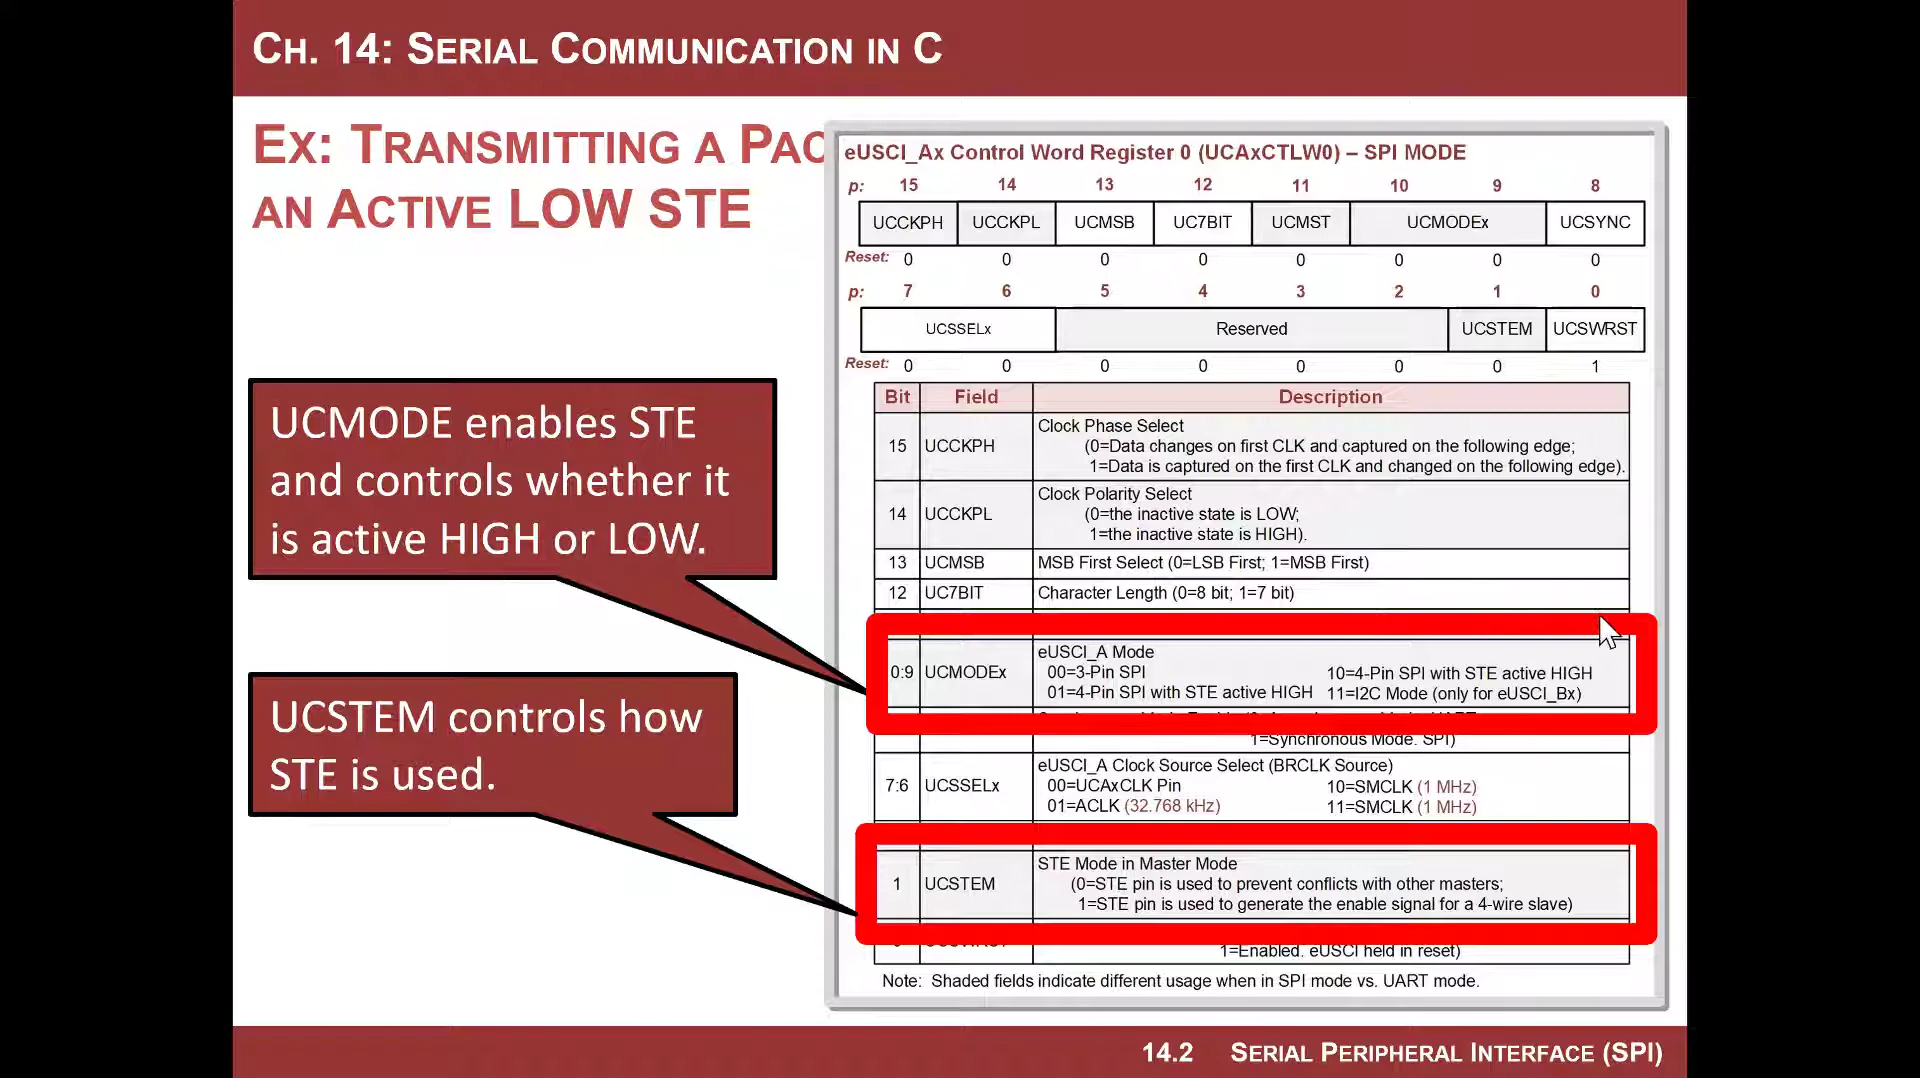 CH. 14: SERIAL COMMUNICATION IN C
EX: TRANSMITTING A PAC
AN ACTIVE LOW STE
UCMODE enables STE
and controls whether it
is active HIGH or LOW.
UCSTEM controls how
STE is used.
eUSCI_Ax Control Word Register 0 (UCAxCTLW0) – SPI MODE
p: 15 14 13 12 11 10 9 8
UCCKPH UCCKPL UCMSB UC7BIT UCMST UCMODEx UCSYNC
Reset: 0 0 0 0 0 0 0 0
p: 7 6 5 4 3 2 1 0
UCSSELx Reserved UCSTEM UCSWRST
Reset: 0 0 0 0 0 0 0 1
Bit Field Description
15 UCCKPH Clock Phase Select
(0=Data changes on first CLK and captured on the following edge;
1=Data is captured on the first CLK and changed on the following edge).
14 UCCKPL Clock Polarity Select
(0=the inactive state is LOW;
1=the inactive state is HIGH).
13 UCMSB MSB First Select (0=LSB First; 1=MSB First)
12 UC7BIT Character Length (0=8 bit; 1=7 bit)
0:9 UCMODEx eUSCI_A Mode
00=3-Pin SPI 10=4-Pin SPI with STE active HIGH
01=4-Pin SPI with STE active HIGH 11=I2C Mode (only for eUSCI_Bx)
1=Synchronous Mode. SPI)
7:6 UCSSELx eUSCI_A Clock Source Select (BRCLK Source)
00=UCAxCLK Pin 10=SMCLK (1 MHz)
01=ACLK (32.768 kHz) 11=SMCLK (1 MHz)
1 UCSTEM STE Mode in Master Mode
(0=STE pin is used to prevent conflicts with other masters;
1=STE pin is used to generate the enable signal for a 4-wire slave)
1=Enabled. eUSCI held in reset)
Note: Shaded fields indicate different usage when in SPI mode vs. UART mode.
14.2 SERIAL PERIPHERAL INTERFACE (SPI)